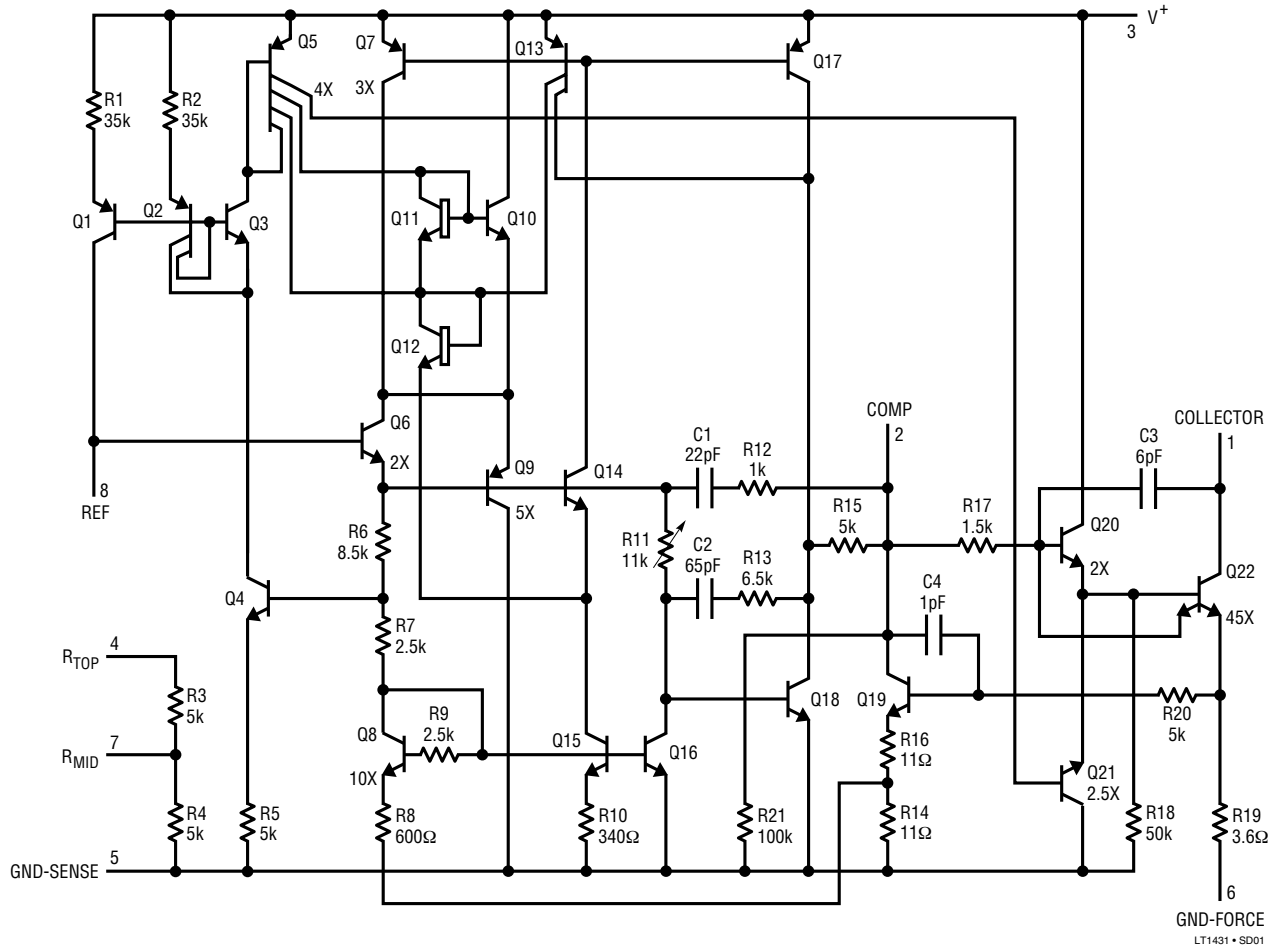 V+
3
Q5
Q7
Q13
Q17
4X
3X
R1
35k
R2
35k
Q1
Q2
Q3
Q11
Q10
Q12
Q6
2X
8
REF
Q9
5X
Q14
C1
22pF
R12
1k
COMP
2
COLLECTOR
1
C3
6pF
R6
8.5k
R11
11k
C2
65pF
R13
6.5k
R15
5k
R17
1.5k
Q20
2X
Q22
45X
C4
1pF
Q4
R7
2.5k
4
RTOP
R3
5k
7
RMID
R4
5k
R5
5k
Q8
10X
R9
2.5k
R8
600Ω
Q15
Q16
R10
340Ω
Q18
Q19
R16
11Ω
R14
11Ω
R21
100k
R20
5k
Q21
2.5X
R18
50k
R19
3.6Ω
5
GND-SENSE
6
GND-FORCE
LT1431 • SD01